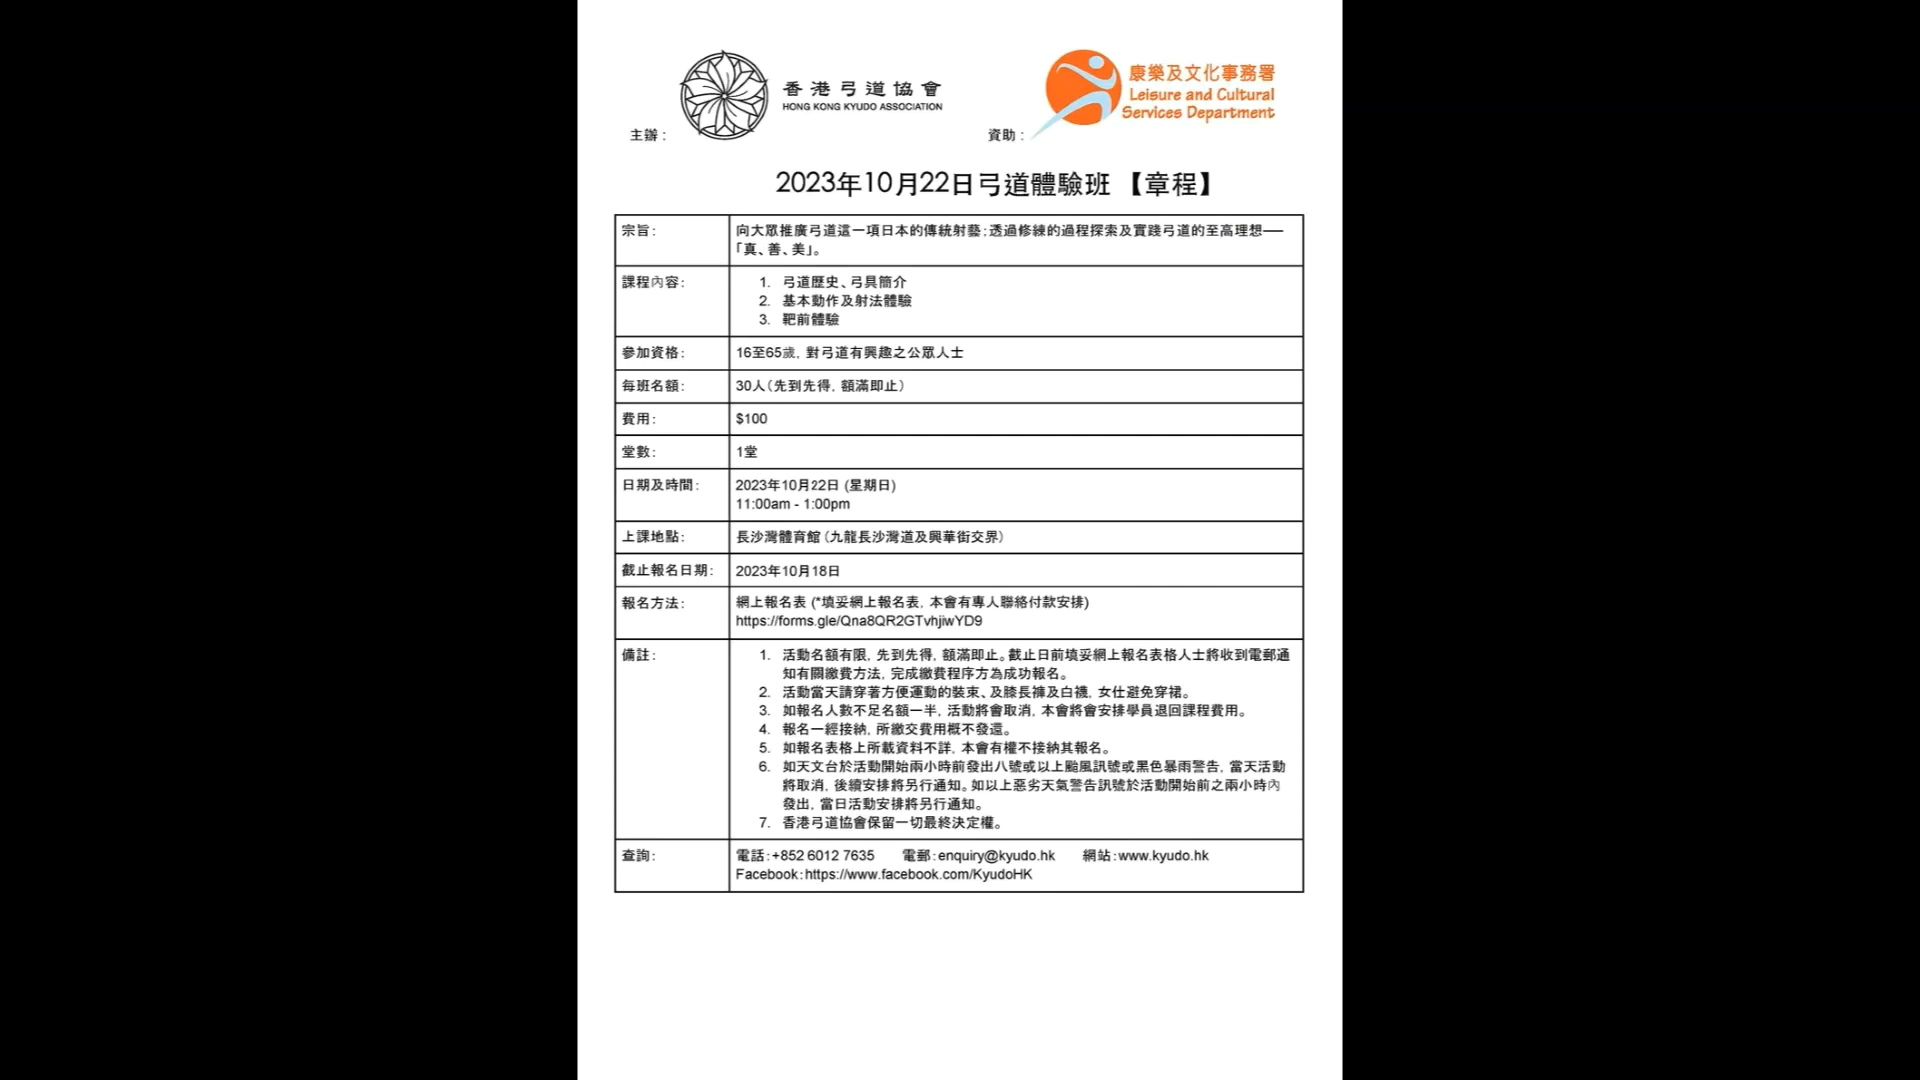 香港弓道協會
HONG KONG KYUDO ASSOCIATION
主辦：
康樂及文化事務署
Leisure and Cultural
Services Department
資助：
2023年10月22日弓道體驗班 【章程】
宗旨：
向大眾推廣弓道這一項日本的傳統射藝；透過修練的過程探索及實踐弓道的至高理想──
「真、善、美」。
課程內容：
1. 弓道歷史、弓具簡介
2. 基本動作及射法體驗
3. 靶前體驗
參加資格：
16至65歲，對弓道有興趣之公眾人士
每班名額：
30人（先到先得，額滿即止）
費用：
$100
堂數：
1堂
日期及時間：
2023年10月22日 (星期日)
11:00am - 1:00pm
上課地點：
長沙灣體育館（九龍長沙灣道及興華街交界）
截止報名日期：
2023年10月18日
報名方法：
網上報名表 (*填妥網上報名表，本會有專人聯絡付款安排)
https://forms.gle/Qna8QR2GTvhjiwYD9
備註：
1. 活動名額有限，先到先得，額滿即止。截止日前填妥網上報名表格人士將收到電郵通
知有關繳費方法，完成繳費程序方為成功報名。
2. 活動當天請穿著方便運動的裝束、及膝長褲及白襪，女仕避免穿裙。
3. 如報名人數不足名額一半，活動將會取消，本會將會安排學員退回課程費用。
4. 報名一經接納，所繳交費用概不發還。
5. 如報名表格上所載資料不詳，本會有權不接納其報名。
6. 如天文台於活動開始兩小時前發出八號或以上颱風訊號或黑色暴雨警告，當天活動
將取消，後續安排將另行通知。如以上惡劣天氣警告訊號於活動開始前之兩小時內
發出，當日活動安排將另行通知。
7. 香港弓道協會保留一切最終決定權。
查詢：
電話：+852 6012 7635 電郵：enquiry@kyudo.hk 網站：www.kyudo.hk
Facebook：https://www.facebook.com/KyudoHK